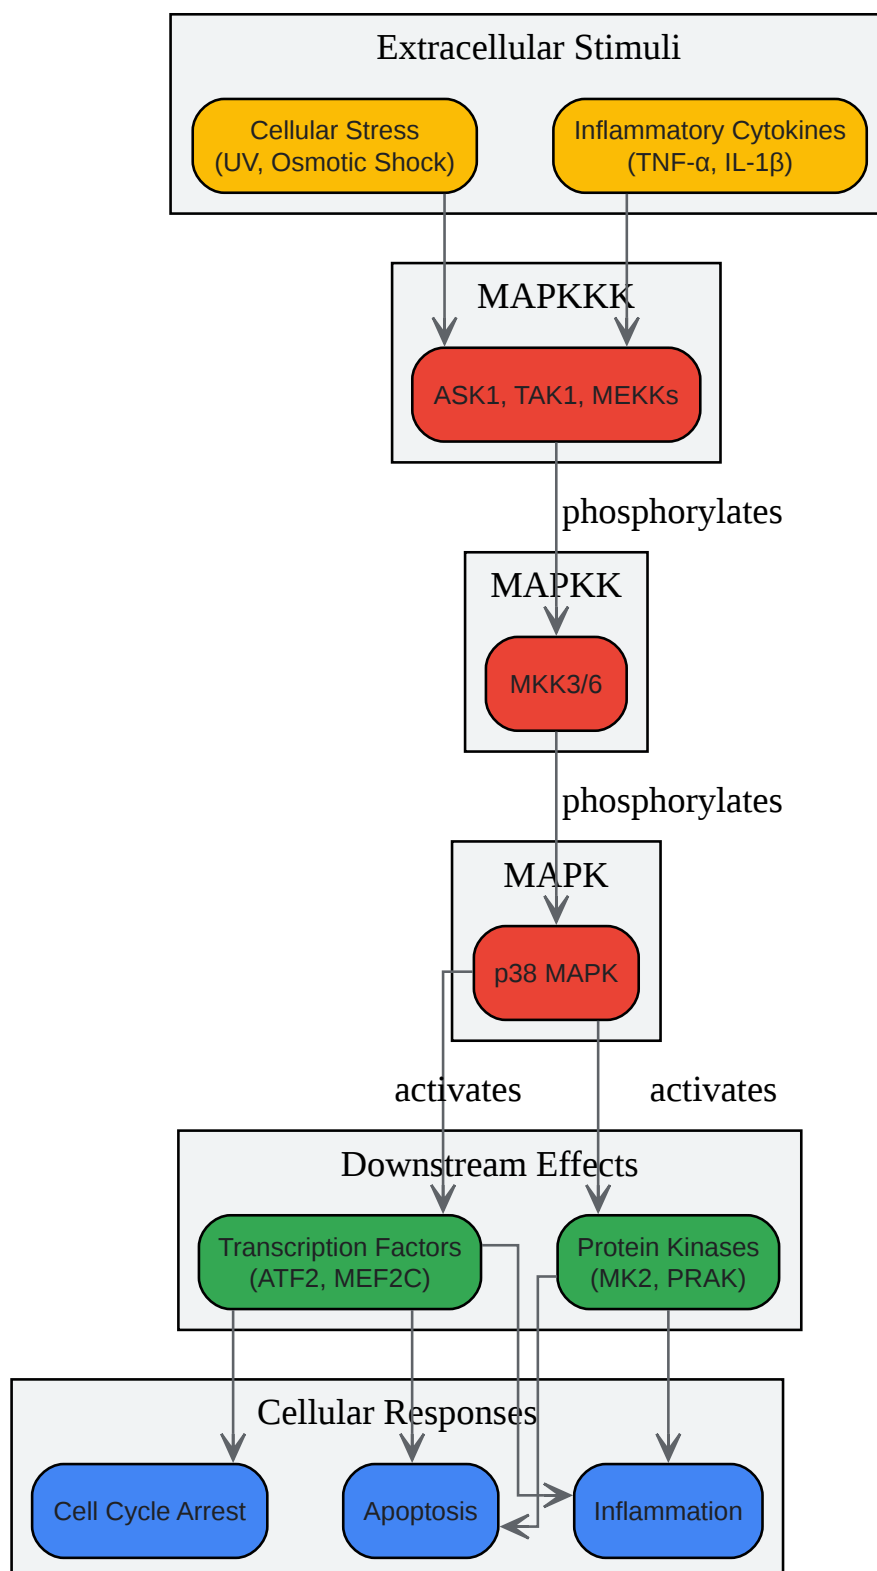 Extracellular Stimuli
Cellular Stress
(UV, Osmotic Shock)
Inflammatory Cytokines
(TNF-α, IL-1β)
MAPKKK
ASK1, TAK1, MEKKs
phosphorylates
MAPKK
MKK3/6
phosphorylates
MAPK
p38 MAPK
activates
activates
Downstream Effects
Transcription Factors
(ATF2, MEF2C)
Protein Kinases
(MK2, PRAK)
Cellular Responses
Cell Cycle Arrest
Apoptosis
Inflammation